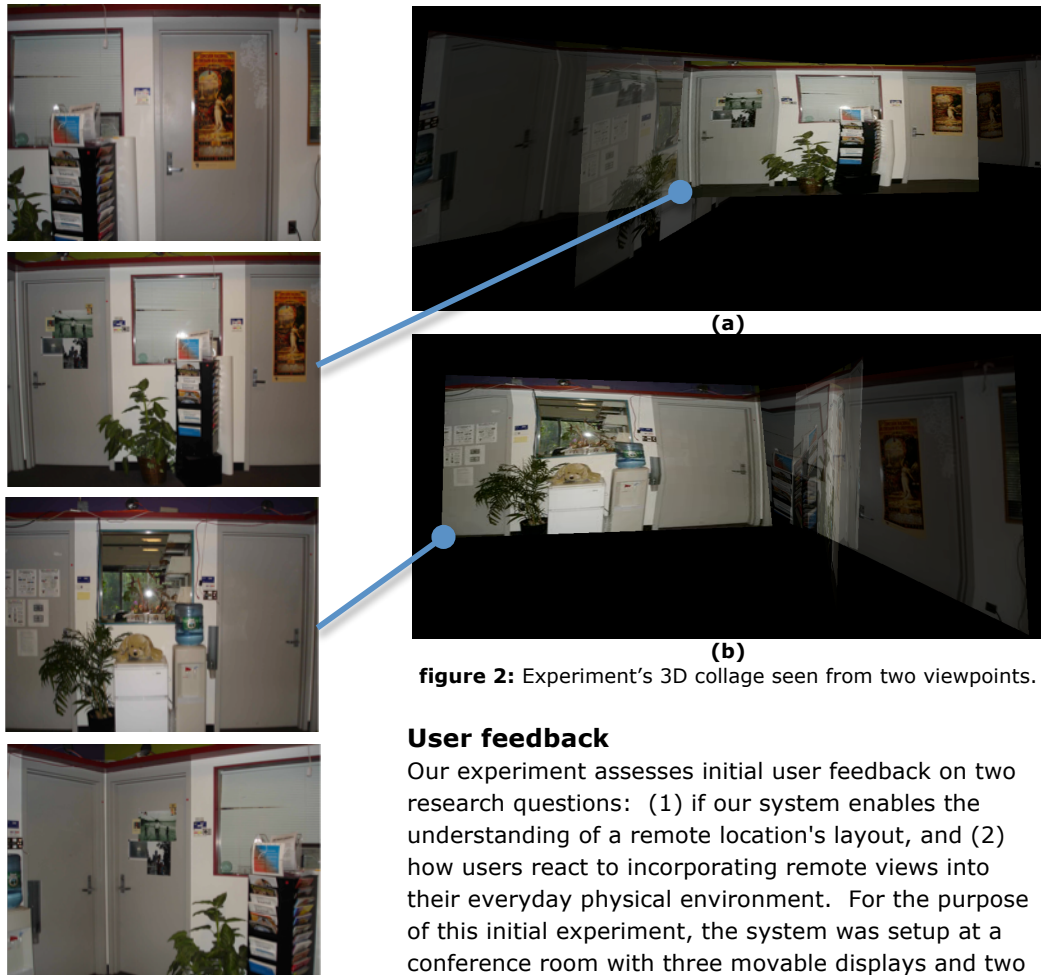 (a)
(b)
figure 2: Experiment's 3D collage seen from two viewpoints.
User feedback
Our experiment assesses initial user feedback on two
research questions:  (1) if our system enables the
understanding of a remote location's layout, and (2)
how users react to incorporating remote views into
their everyday physical environment.  For the purpose
of this initial experiment, the system was setup at a
conference room with three movable displays and two